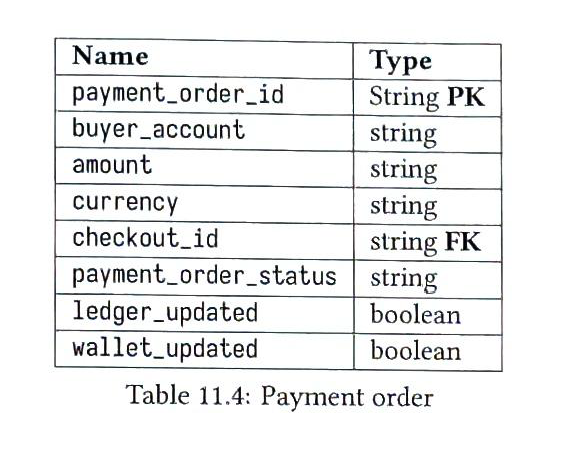 Name Type
payment_order_id String PK
buyer_account string
amount string
currency string
checkout_id string FK
payment_order_status string
ledger_updated boolean
wallet_updated boolean
Table 11.4: Payment order